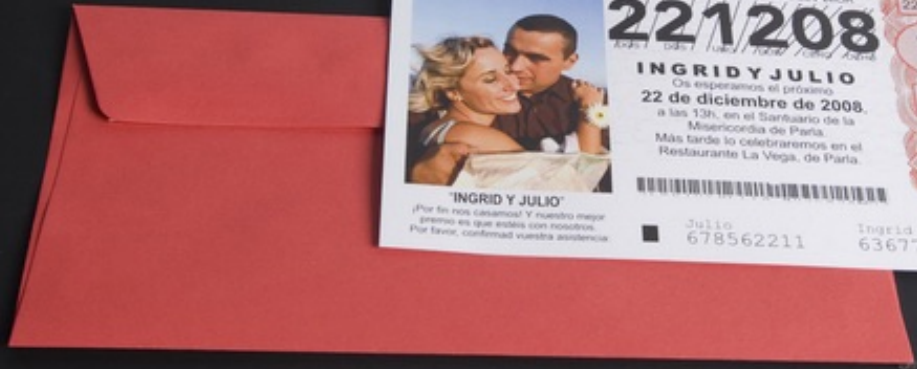 221208
INGRID Y JULIO
Os esperamos el próximo
22 de diciembre de 2008,
a las 13h, en el Santuario de la
Misericordia de Parla.
Más tarde lo celebraremos en el
Restaurante La Vega, de Parla.
"INGRID Y JULIO"
¡Por fin nos casamos! Y nuestro mejor
premio es que estéis con nosotros.
Por favor, confirmad vuestra asistencia.
Julio
678562211
Ingrid
6367